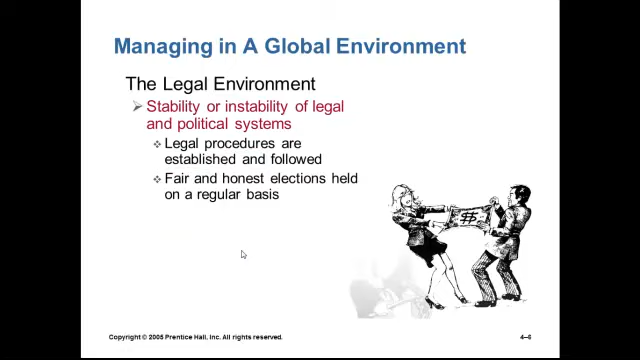 Managing in A Global Environment
The Legal Environment
Stability or instability of legal
and political systems
Legal procedures are
established and followed
Fair and honest elections held
on a regular basis
$
Copyright © 2005 Prentice Hall, Inc. All rights reserved.
4–6